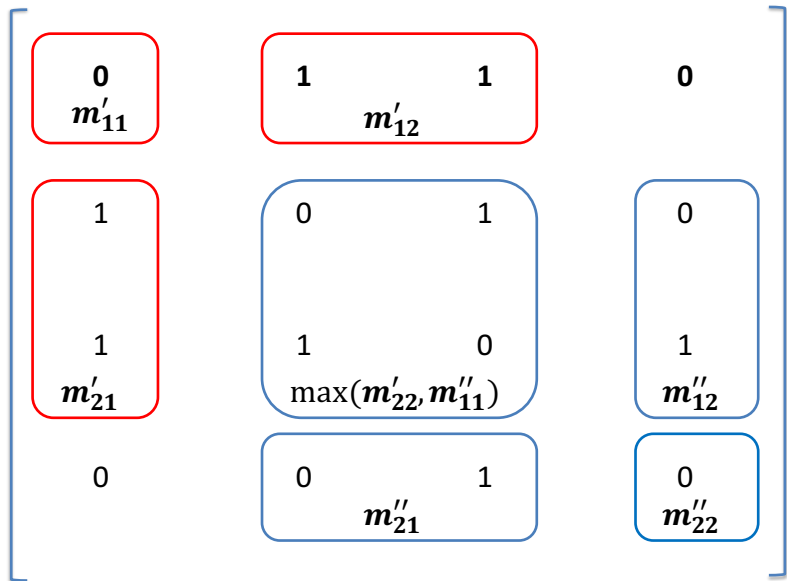 0 1 1 0
m′₁₁ m′₁₂
1 0 1 0
1 1 0 1
m′₂₁ max(m′₂₂, m″₁₁) m″₁₂
0 0 1 0
m″₂₁ m″₂₂